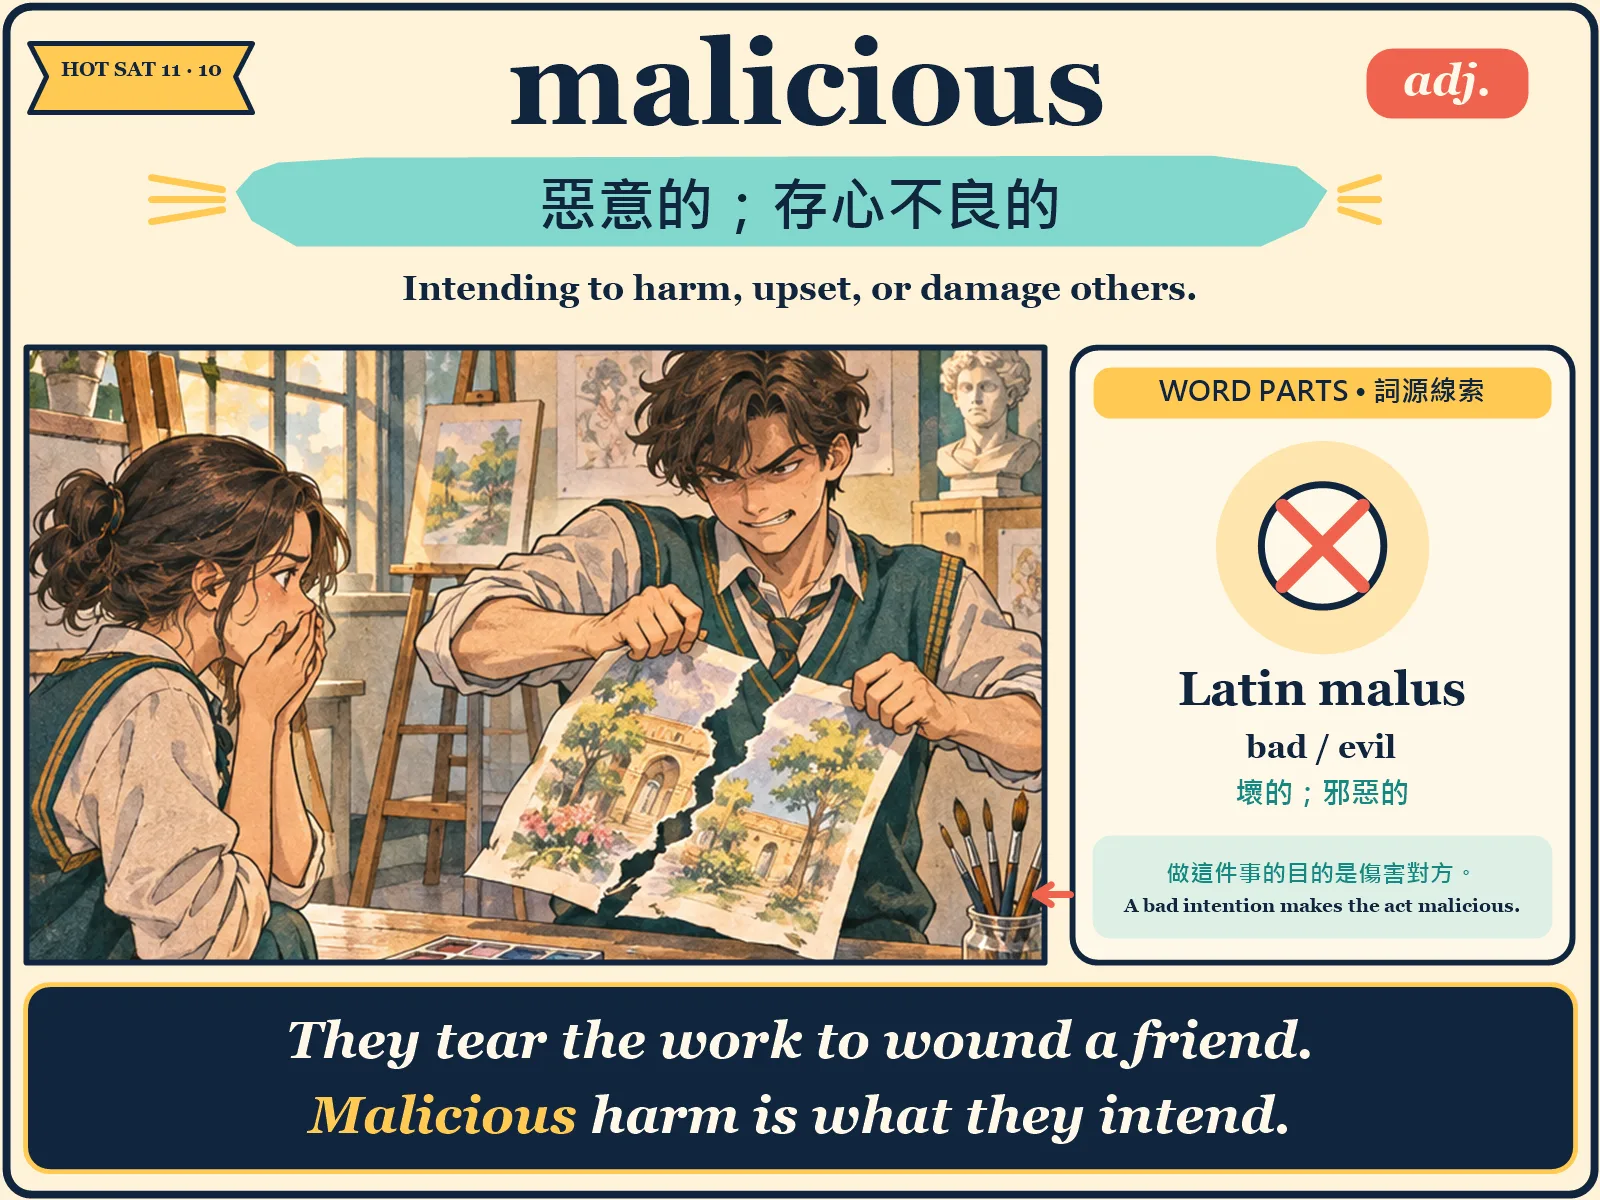 HOT SAT 11 · 10
malicious
adj.
惡意的；存心不良的
Intending to harm, upset, or damage others.
WORD PARTS • 詞源線索
Latin malus
bad / evil
壞的；邪惡的
做這件事的目的是傷害對方。
A bad intention makes the act malicious.
They tear the work to wound a friend.
Malicious harm is what they intend.